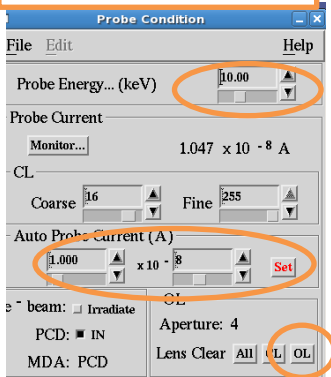 Probe Condition
File Edit Help
Probe Energy... (keV) 10.00
Probe Current
Monitor... 1.047 x 10 - 8 A
CL
Coarse 16 Fine 255
Auto Probe Current (A)
1.000 x 10 - 8 Set
e - beam: Irradiate
PCD: IN
MDA: PCD
OL
Aperture: 4
Lens Clear All CL OL